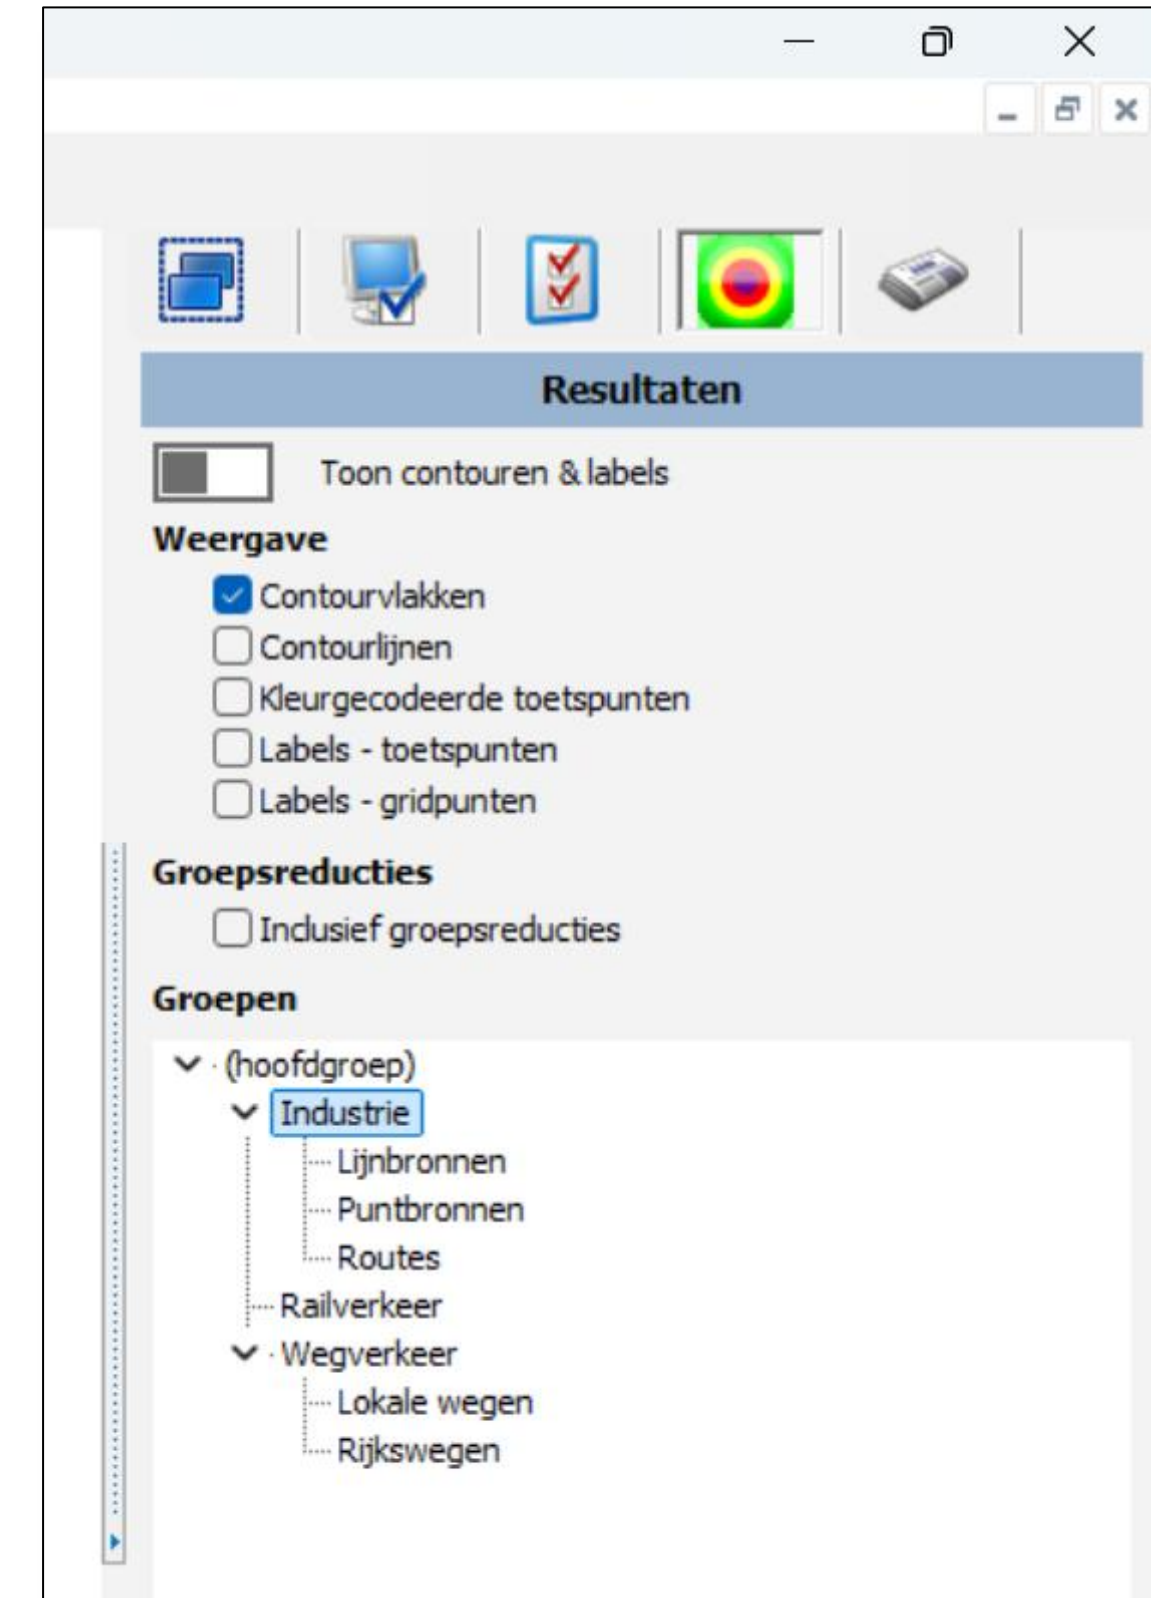 Resultaten
Toon contouren & labels
Weergave
Contourvlakken
Contourlijnen
Kleurgecodeerde toetspunten
Labels - toetspunten
Labels - gridpunten
Groepsreducties
Inclusief groepsreducties
Groepen
(hoofdgroep)
Industrie
Lijnbronnen
Puntbronnen
Routes
Railverkeer
Wegverkeer
Lokale wegen
Rijkswegen